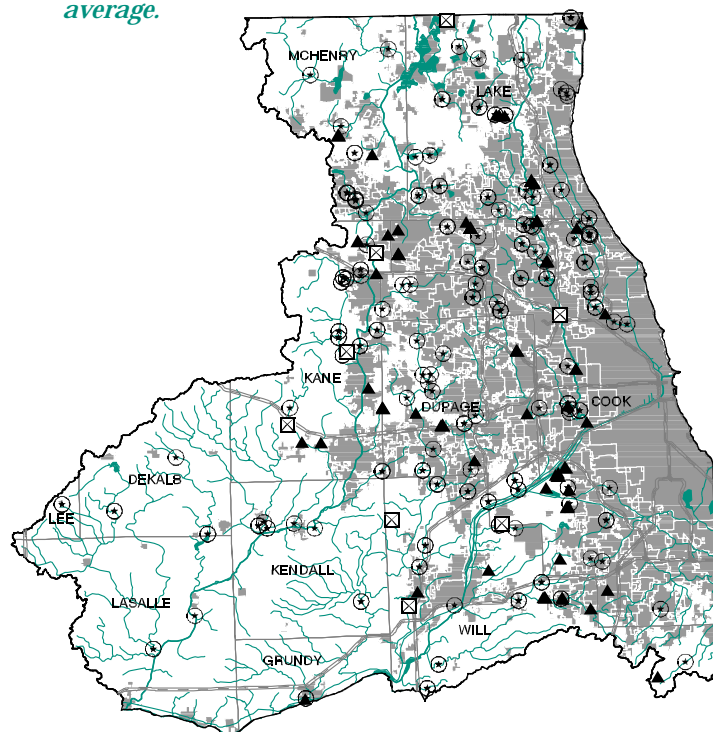 average.
MCHENRY
LAKE
KANE
DUPAGE
COOK
DEKALB
LEE
KENDALL
LASALLE
WILL
GRUNDY